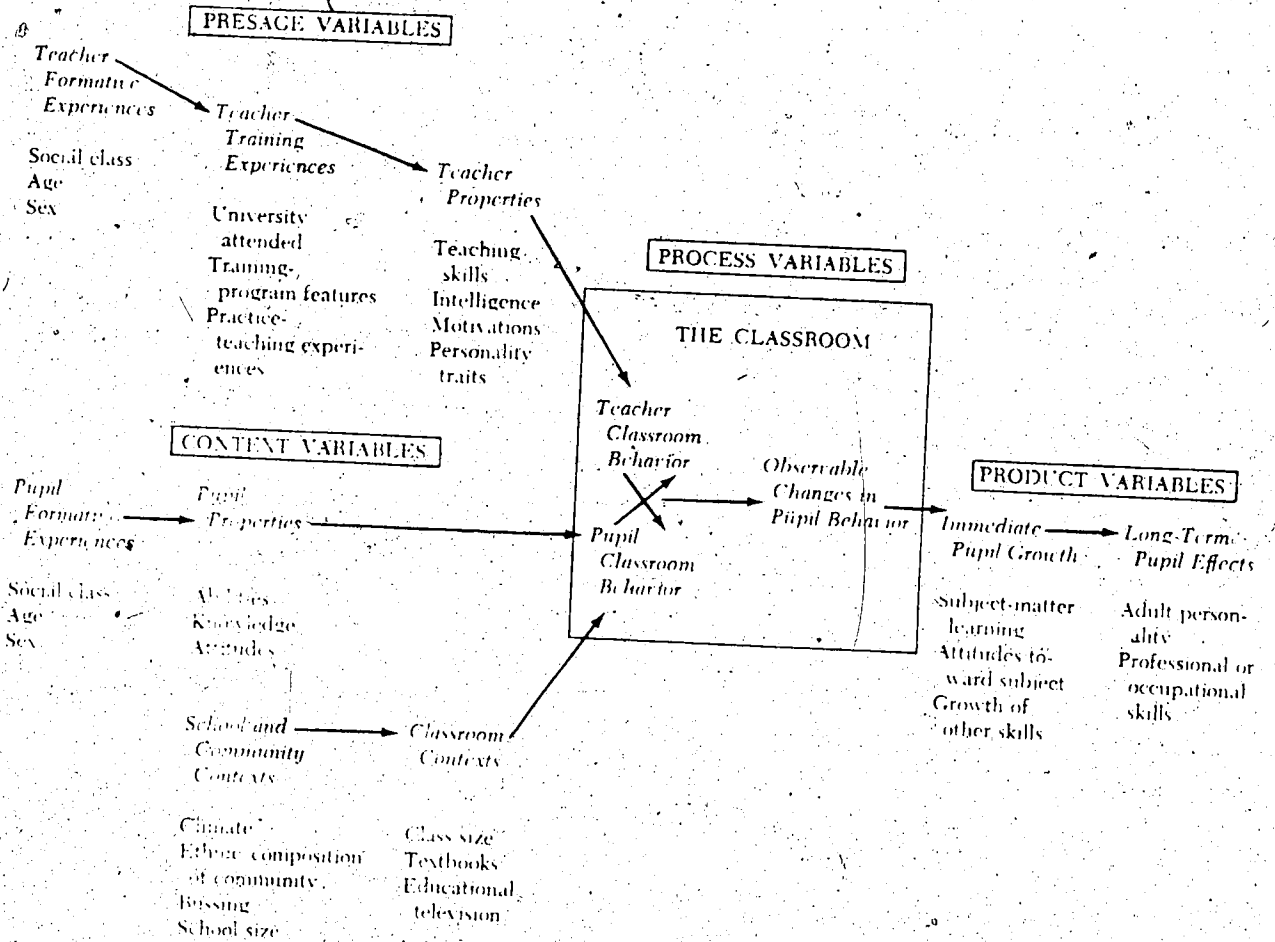 PRESAGE VARIABLES
Teacher
Formative
Experiences
Social class
Age
Sex
Teacher
Training
Experiences
University
attended
Training-
program features
Practice-
teaching experi-
ences
Teacher
Properties
Teaching
skills
Intelligence
Motivations
Personality
traits
PROCESS VARIABLES
THE CLASSROOM
Teacher
Classroom
Behavior
Pupil
Classroom
Behavior
Observable
Changes in
Pupil Behavior
CONTENT VARIABLES
Pupil
Formative
Experiences
Social class
Age
Sex
Pupil
Properties
Abilities
Knowledge
Attitudes
School and
Community
Contexts
Climate
Ethnic composition
of community
Bussing
School size
Classroom
Contexts
Class size
Textbooks
Educational
television
PRODUCT VARIABLES
Immediate
Pupil Growth
Subject-matter
learning
Attitudes to-
ward subject
Growth of
other skills
Long-Term
Pupil Effects
Adult person-
ality
Professional or
occupational
skills